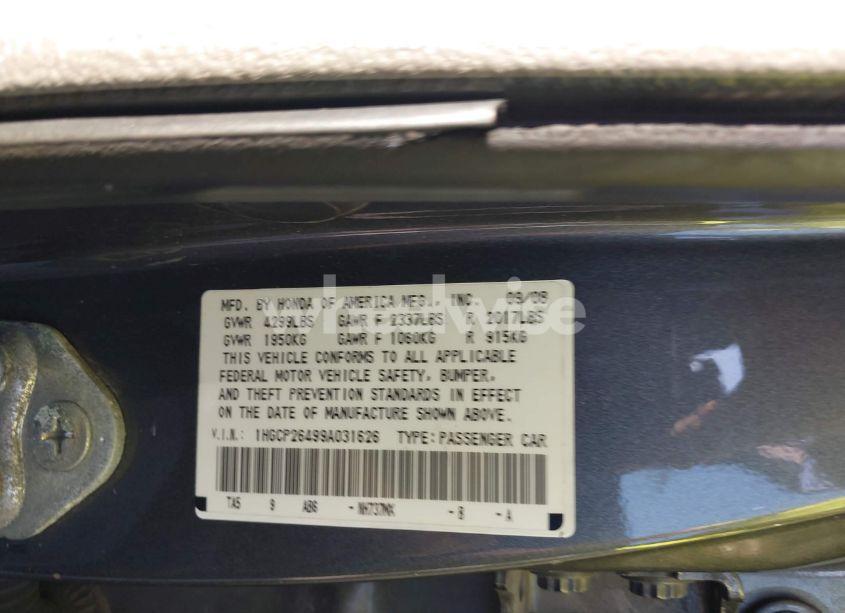 MFD. BY HONDA OF AMERICA MFG., INC. 09/08
GVWR 4299LBS GAWR F 2337LBS R 2017LBS
GVWR 1950KG GAWR F 1060KG R 915KG
THIS VEHICLE CONFORMS TO ALL APPLICABLE
FEDERAL MOTOR VEHICLE SAFETY, BUMPER,
AND THEFT PREVENTION STANDARDS IN EFFECT
ON THE DATE OF MANUFACTURE SHOWN ABOVE.
V.I.N.: 1HGCP26499A031626 TYPE: PASSENGER CAR
TA5 9 AB6 - NH737MX - B - A